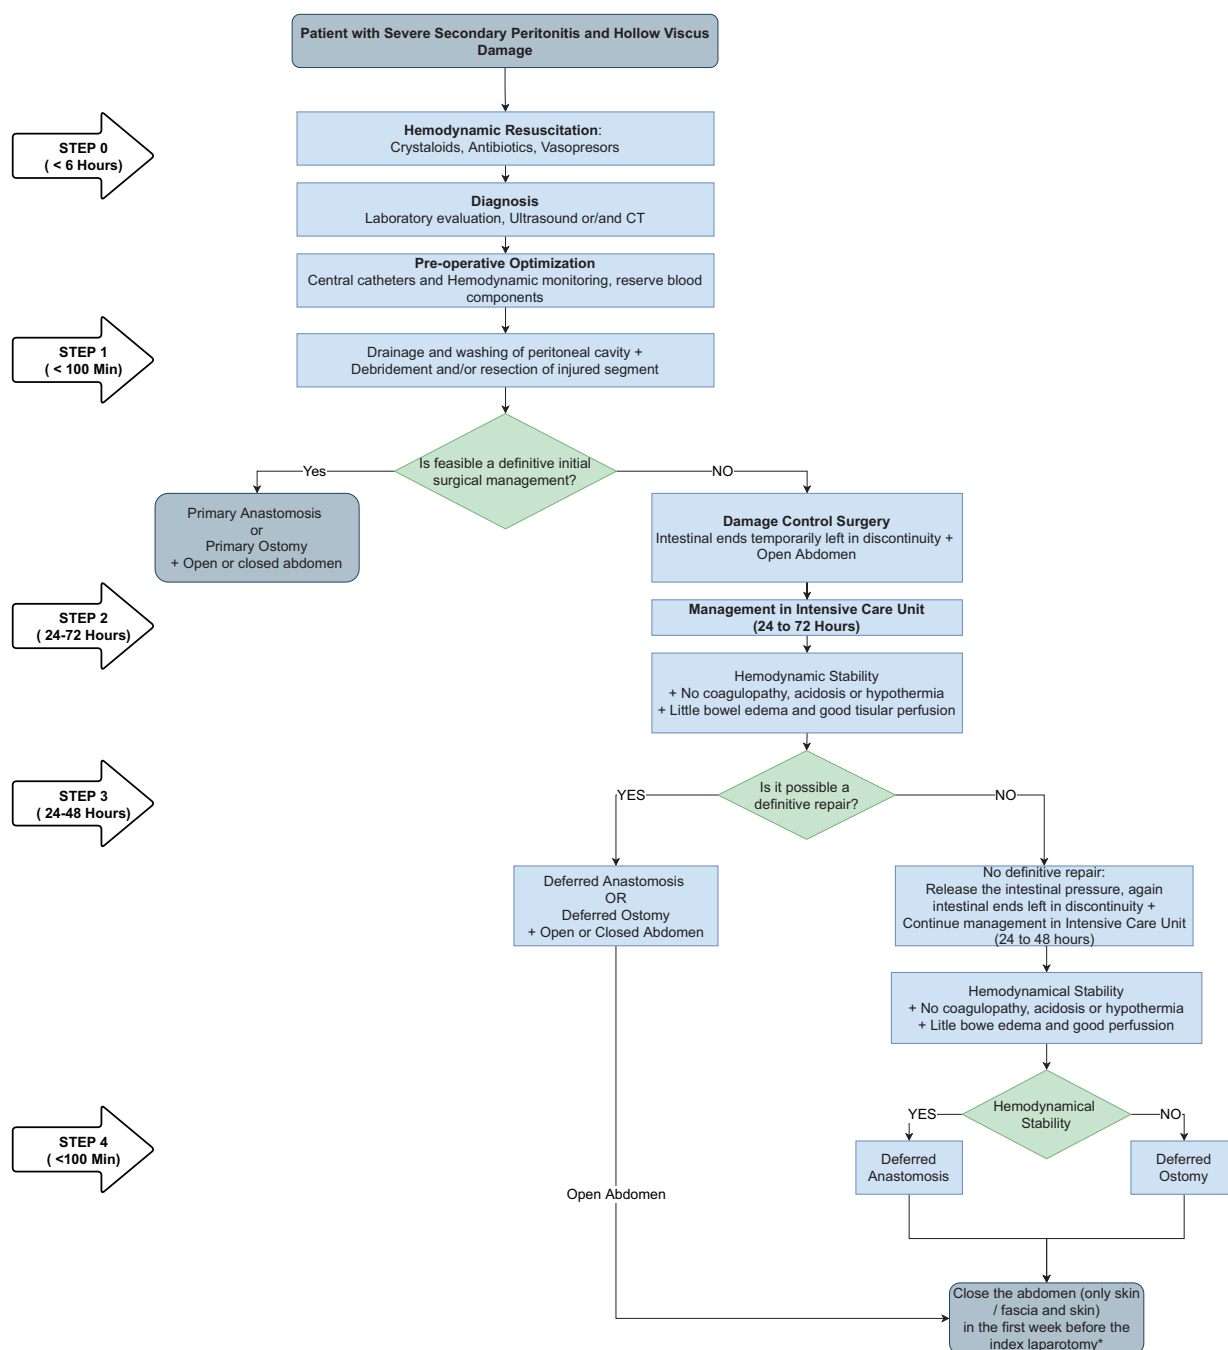 Patient with Severe Secondary Peritonitis and Hollow Viscus
Damage
STEP 0
( < 6 Hours)
Hemodynamic Resuscitation:
Crystaloids, Antibiotics, Vasopresors
Diagnosis
Laboratory evaluation, Ultrasound or/and CT
Pre-operative Optimization
Central catheters and Hemodynamic monitoring, reserve blood
components
STEP 1
( < 100 Min)
Drainage and washing of peritoneal cavity +
Debridement and/or resection of injured segment
Is feasible a definitive initial
surgical management?
Yes
NO
Primary Anastomosis
or
Primary Ostomy
+ Open or closed abdomen
Damage Control Surgery
Intestinal ends temporarily left in discontinuity +
Open Abdomen
STEP 2
( 24-72 Hours)
Management in Intensive Care Unit
(24 to 72 Hours)
Hemodynamic Stability
+ No coagulopathy, acidosis or hypothermia
+ Little bowel edema and good tisular perfusion
STEP 3
( 24-48 Hours)
Is it possible a
definitive repair?
YES
NO
Deferred Anastomosis
OR
Deferred Ostomy
+ Open or Closed Abdomen
No definitive repair:
Release the intestinal pressure, again
intestinal ends left in discontinuity +
Continue management in Intensive Care Unit
(24 to 48 hours)
Hemodynamical Stability
+ No coagulopathy, acidosis or hypothermia
+ Litle bowe edema and good perfussion
STEP 4
( <100 Min)
Hemodynamical
Stability
YES
NO
Deferred
Anastomosis
Deferred
Ostomy
Open Abdomen
Close the abdomen (only skin
/ fascia and skin)
in the first week before the
index laparotomy*